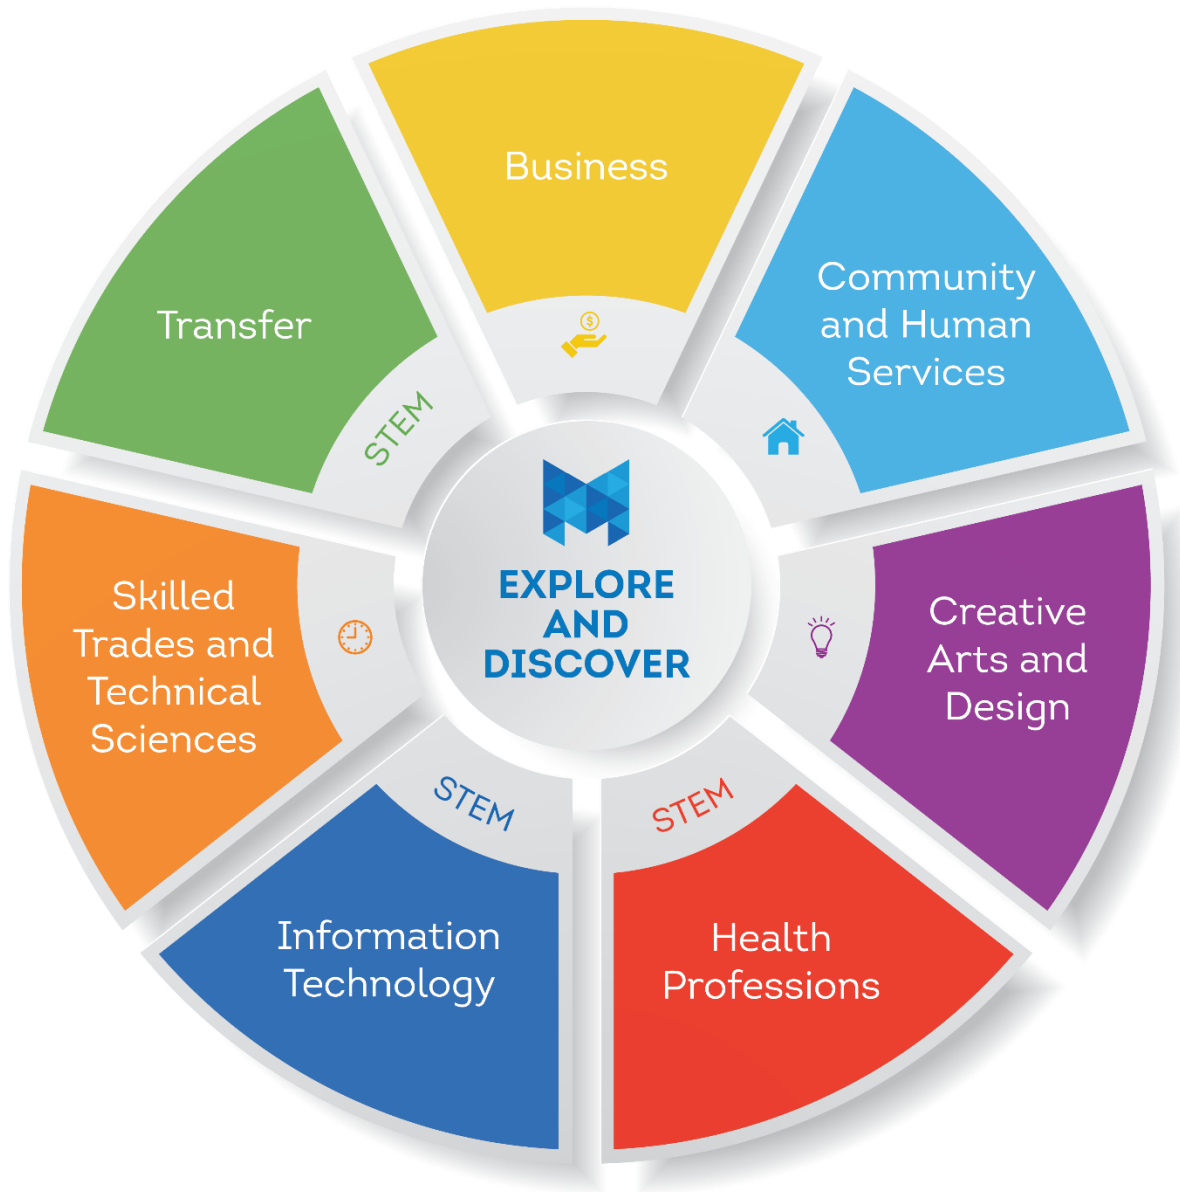 Business
Community
and Human
Services
Creative
Arts and
Design
Health
Professions
STEM
Information
Technology
STEM
Skilled
Trades and
Technical
Sciences
Transfer
STEM
$
EXPLORE
AND
DISCOVER